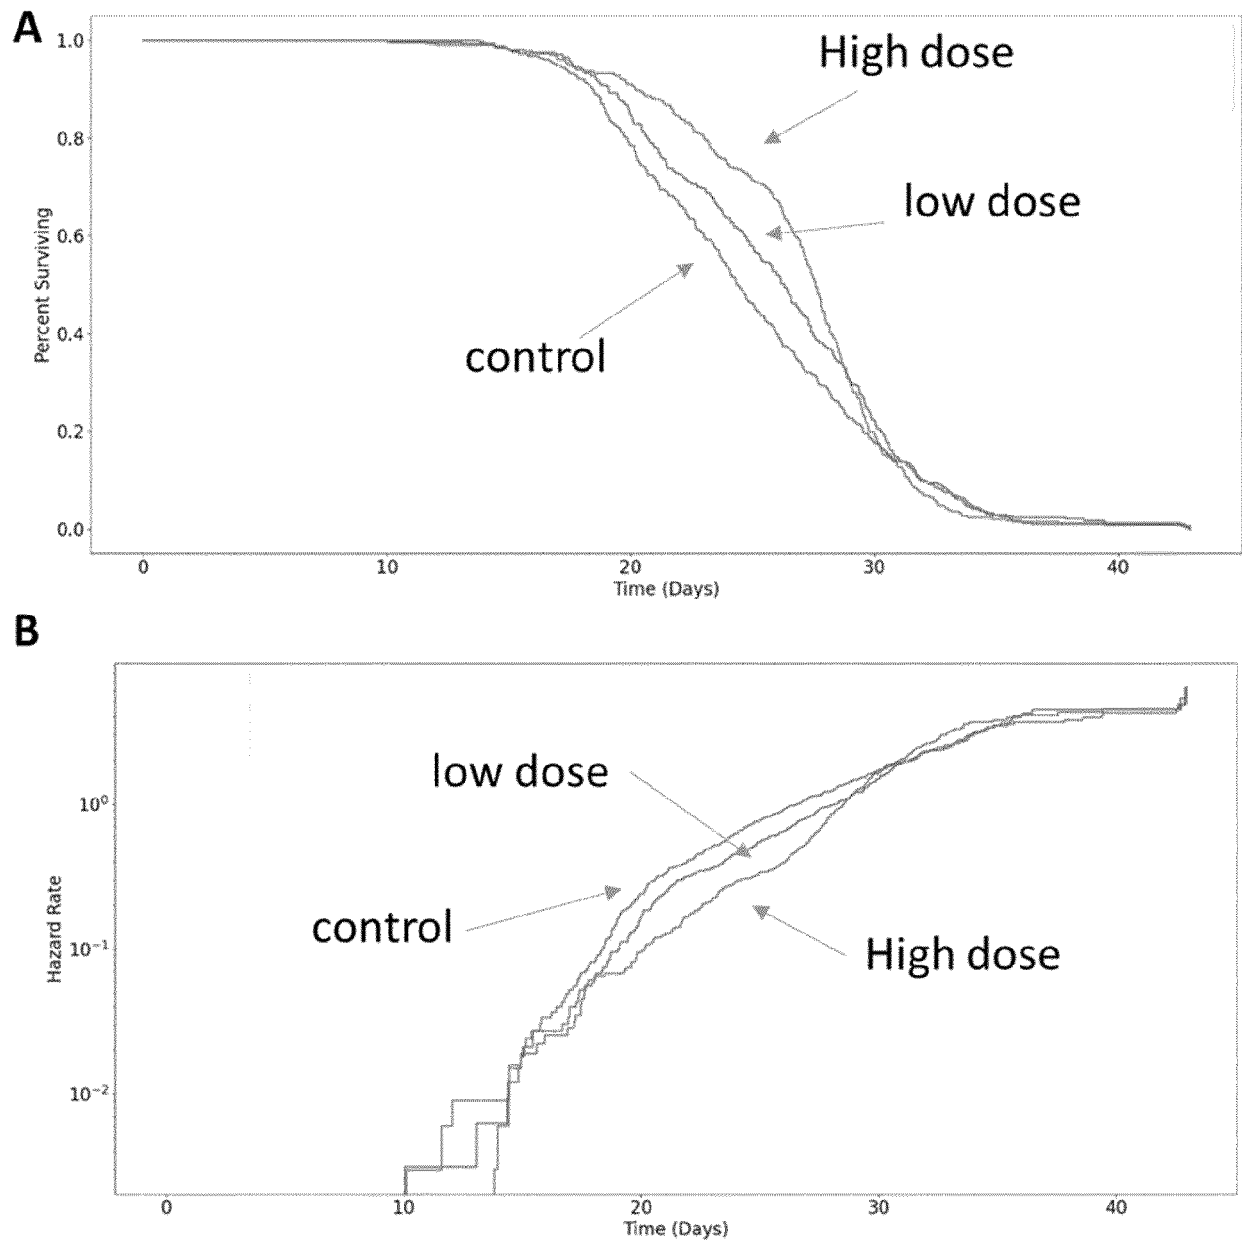 A
High dose
low dose
control
Percent Surviving
1.0
0.8
0.6
0.4
0.2
0.0
0 10 20 30 40
Time (Days)
B
low dose
control
High dose
Hazard Rate
10⁰
10⁻¹
10⁻²
0 10 20 30 40
Time (Days)